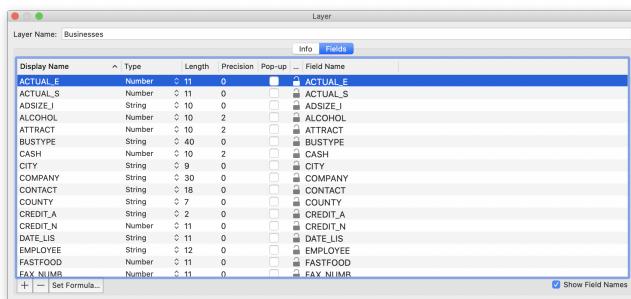 Layer
Layer Name: Businesses
Info Fields
Display Name Type Length Precision Pop-up ... Field Name
ACTUAL_E Number 11 0 ACTUAL_E
ACTUAL_S Number 11 0 ACTUAL_S
ADSIZE_I String 10 0 ADSIZE_I
ALCOHOL Number 10 2 ALCOHOL
ATTRACT Number 10 2 ATTRACT
BUSTYPE String 40 0 BUSTYPE
CASH Number 10 2 CASH
CITY String 9 0 CITY
COMPANY String 30 0 COMPANY
CONTACT String 18 0 CONTACT
COUNTY String 7 0 COUNTY
CREDIT_A String 2 0 CREDIT_A
CREDIT_N Number 11 0 CREDIT_N
DATE_LIS String 11 0 DATE_LIS
EMPLOYEE String 12 0 EMPLOYEE
FASTFOOD Number 11 0 FASTFOOD
FAX_NUMB Number 11 0 FAX_NUMB
+ − Set Formula... Show Field Names